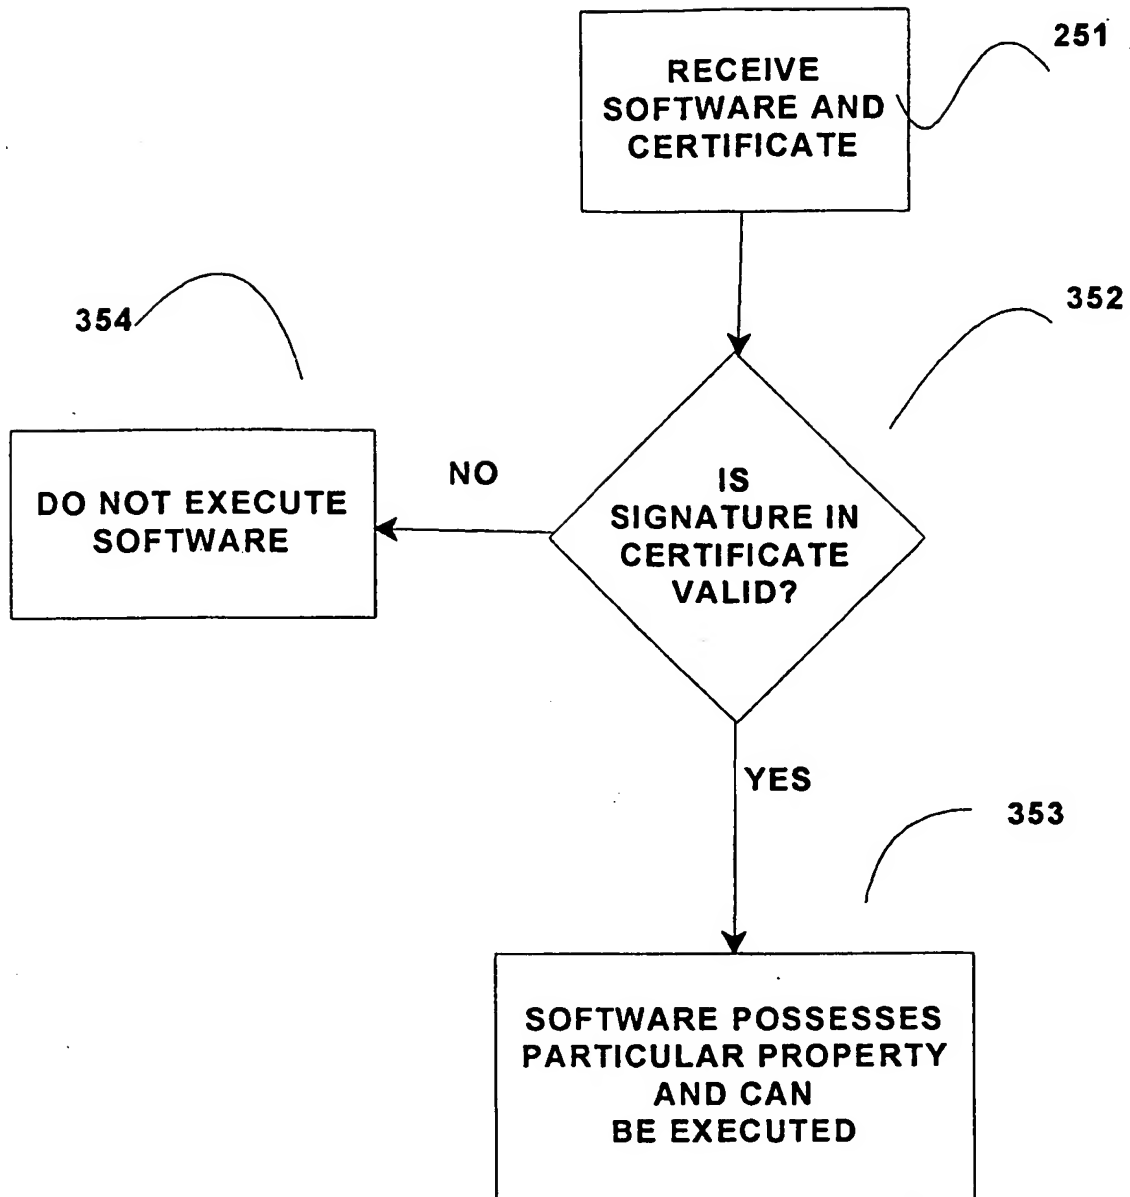 251
RECEIVE
SOFTWARE AND
CERTIFICATE
352
354
NO
IS
SIGNATURE IN
CERTIFICATE
VALID?
DO NOT EXECUTE
SOFTWARE
YES
353
SOFTWARE POSSESSES
PARTICULAR PROPERTY
AND CAN
BE EXECUTED